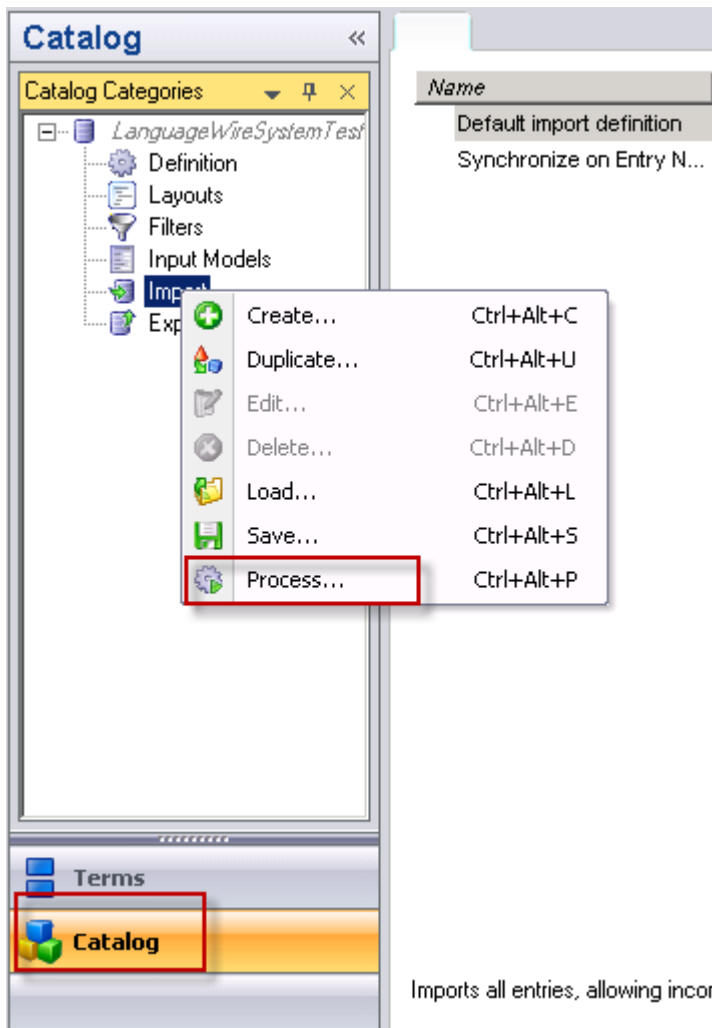 Catalog
Catalog Categories
Name
LanguageWireSystemTest
Default import definition
Definition
Synchronize on Entry N...
Layouts
Filters
Input Models
Import
Exp
Create... Ctrl+Alt+C
Duplicate... Ctrl+Alt+U
Edit... Ctrl+Alt+E
Delete... Ctrl+Alt+D
Load... Ctrl+Alt+L
Save... Ctrl+Alt+S
Process... Ctrl+Alt+P
Terms
Catalog
Imports all entries, allowing incor